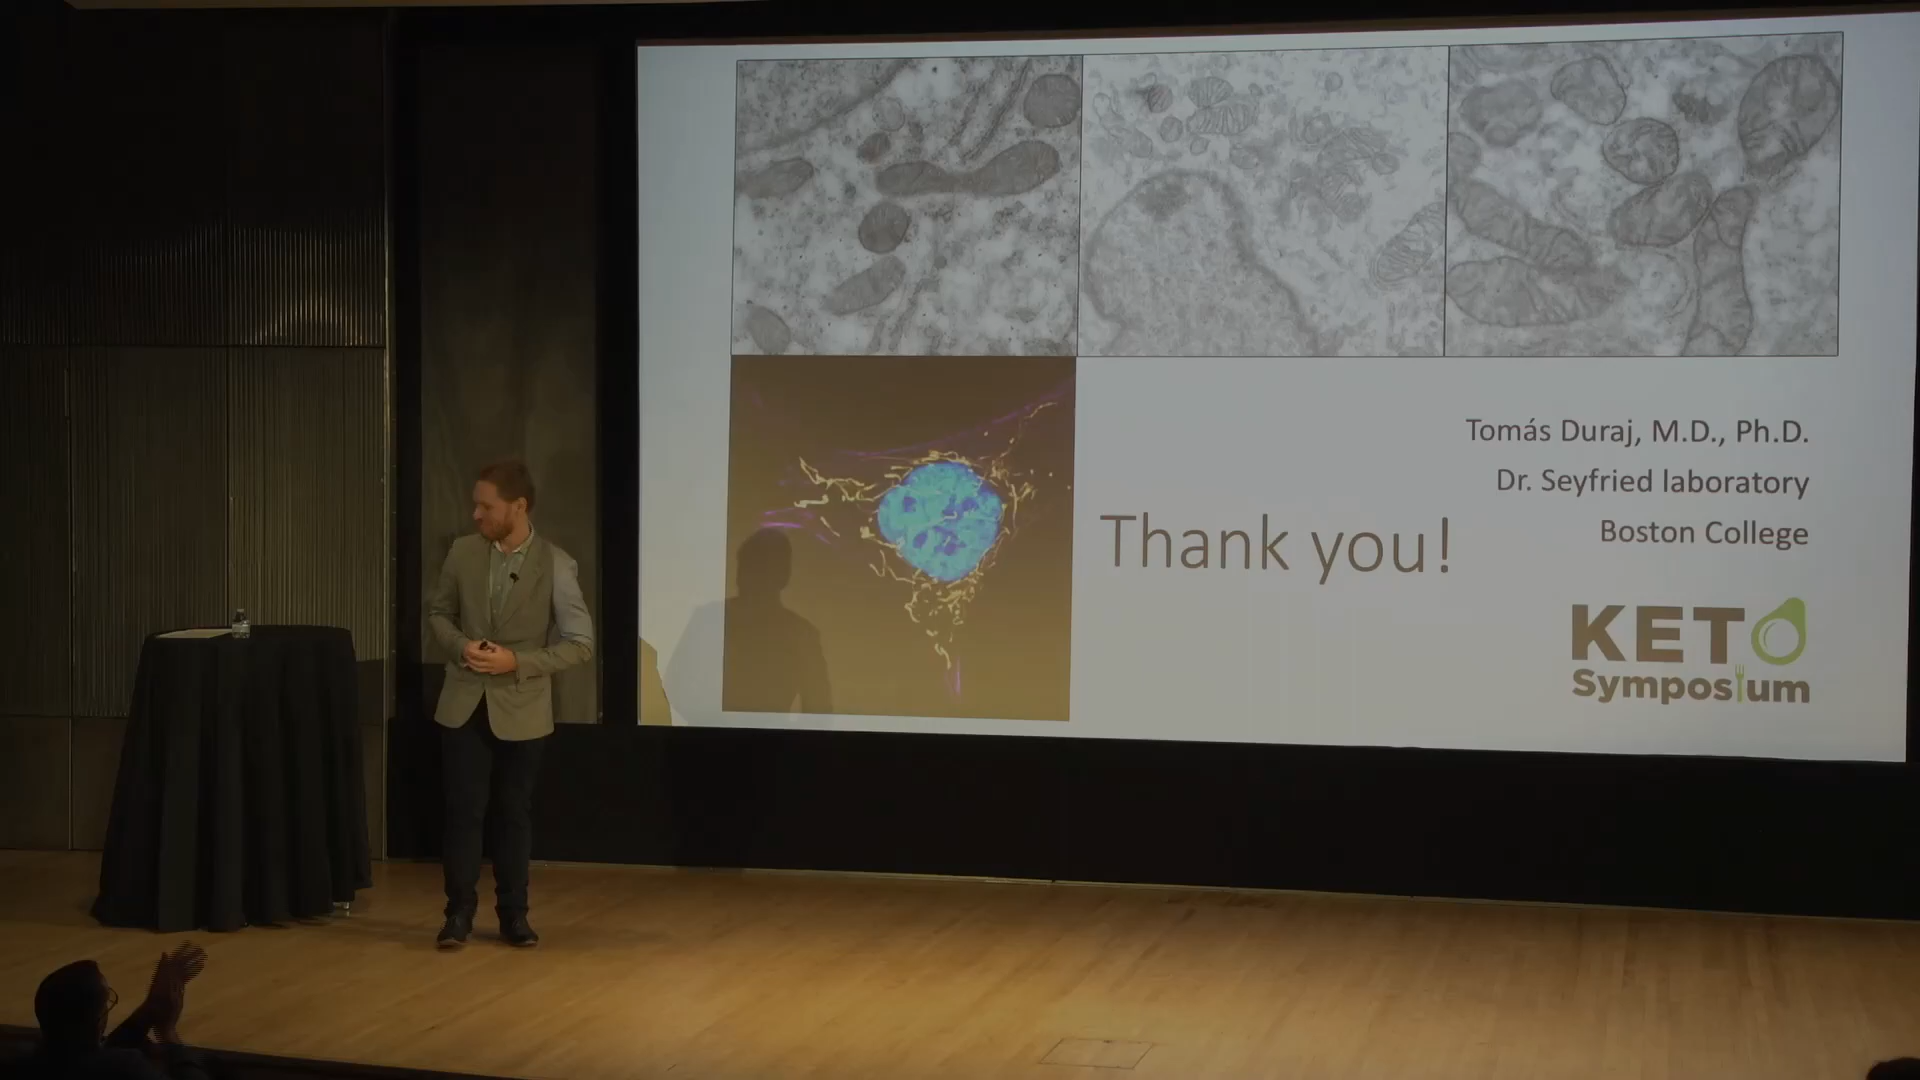 Tomás Duraj, M.D., Ph.D.
Dr. Seyfried laboratory
Boston College
Thank you!
KETO
Symposium